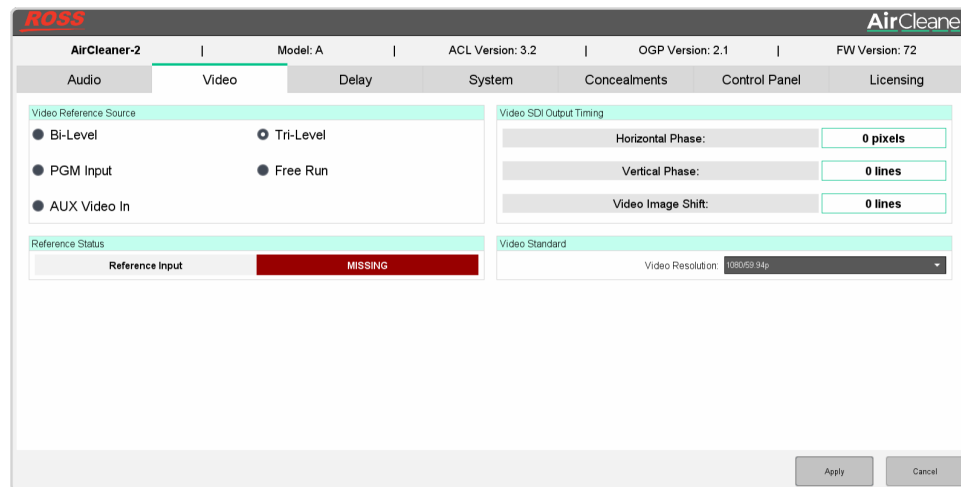 ROSS
AirCleane
AirCleaner-2 | Model: A | ACL Version: 3.2 | OGP Version: 2.1 | FW Version: 72
Audio Video Delay System Concealments Control Panel Licensing
Video Reference Source
Bi-Level Tri-Level
PGM Input Free Run
AUX Video In
Video SDI Output Timing
Horizontal Phase: 0 pixels
Vertical Phase: 0 lines
Video Image Shift: 0 lines
Reference Status
Reference Input MISSING
Video Standard
Video Resolution: 1080/59.94p
Apply Cancel